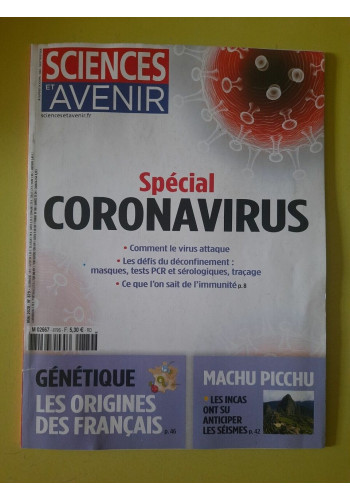 SCIENCES
ET AVENIR
sciencesetavenir.fr
Spécial
CORONAVIRUS
• Comment le virus attaque
• Les défis du déconfinement :
masques, tests PCR et sérologiques, traçage
• Ce que l'on sait de l'immunité p.8
GÉNÉTIQUE
LES ORIGINES
DES FRANÇAIS p. 46
MACHU PICCHU
LES INCAS
ONT SU
ANTICIPER
LES SÉISMES p. 42